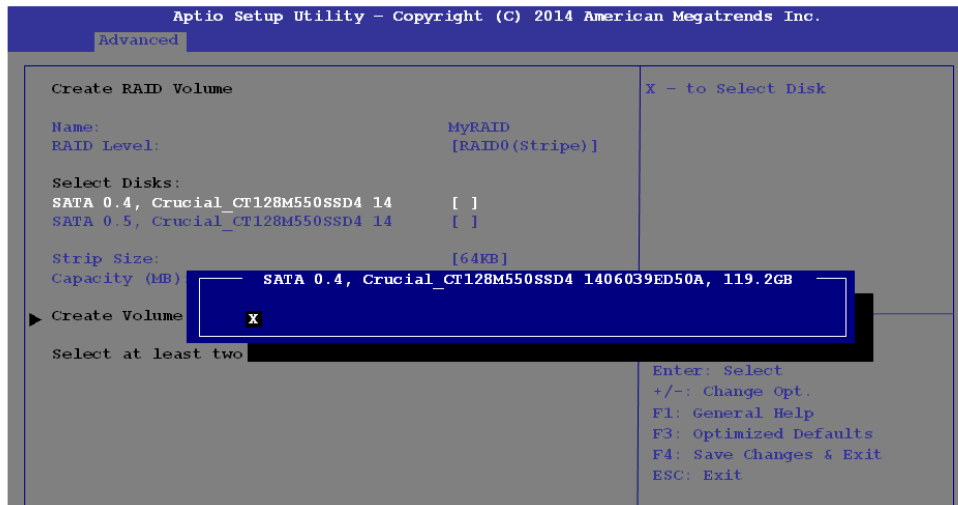 Aptio Setup Utility – Copyright (C) 2014 American Megatrends Inc.
Advanced
Create RAID Volume
X – to Select Disk
Name: MyRAID
RAID Level: [RAID0(Stripe)]
Select Disks:
SATA 0.4, Crucial_CT128M550SSD4 14 [ ]
SATA 0.5, Crucial_CT128M550SSD4 14 [ ]
Strip Size: [64KB]
Capacity (MB):
SATA 0.4, Crucial_CT128M550SSD4 1406039ED50A, 119.2GB
X
Create Volume
Select at least two
Enter: Select
+/-: Change Opt.
F1: General Help
F3: Optimized Defaults
F4: Save Changes & Exit
ESC: Exit